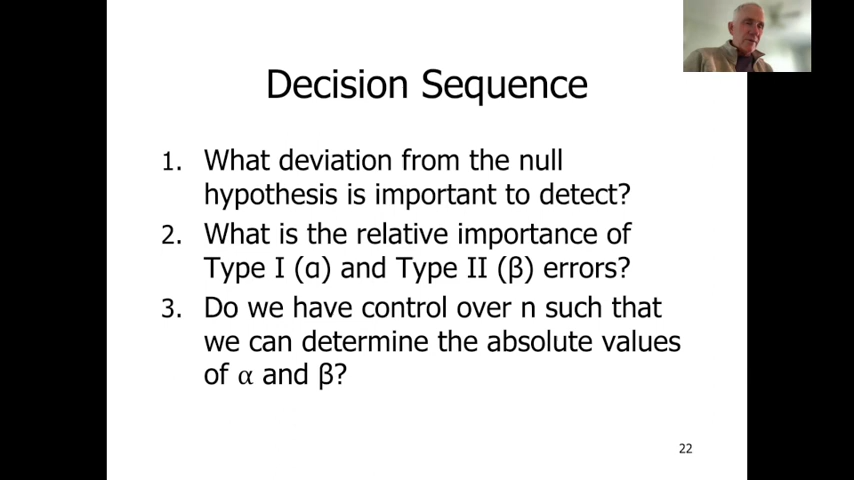 Decision Sequence
1. What deviation from the null
hypothesis is important to detect?
2. What is the relative importance of
Type I (α) and Type II (β) errors?
3. Do we have control over n such that
we can determine the absolute values
of α and β?
22